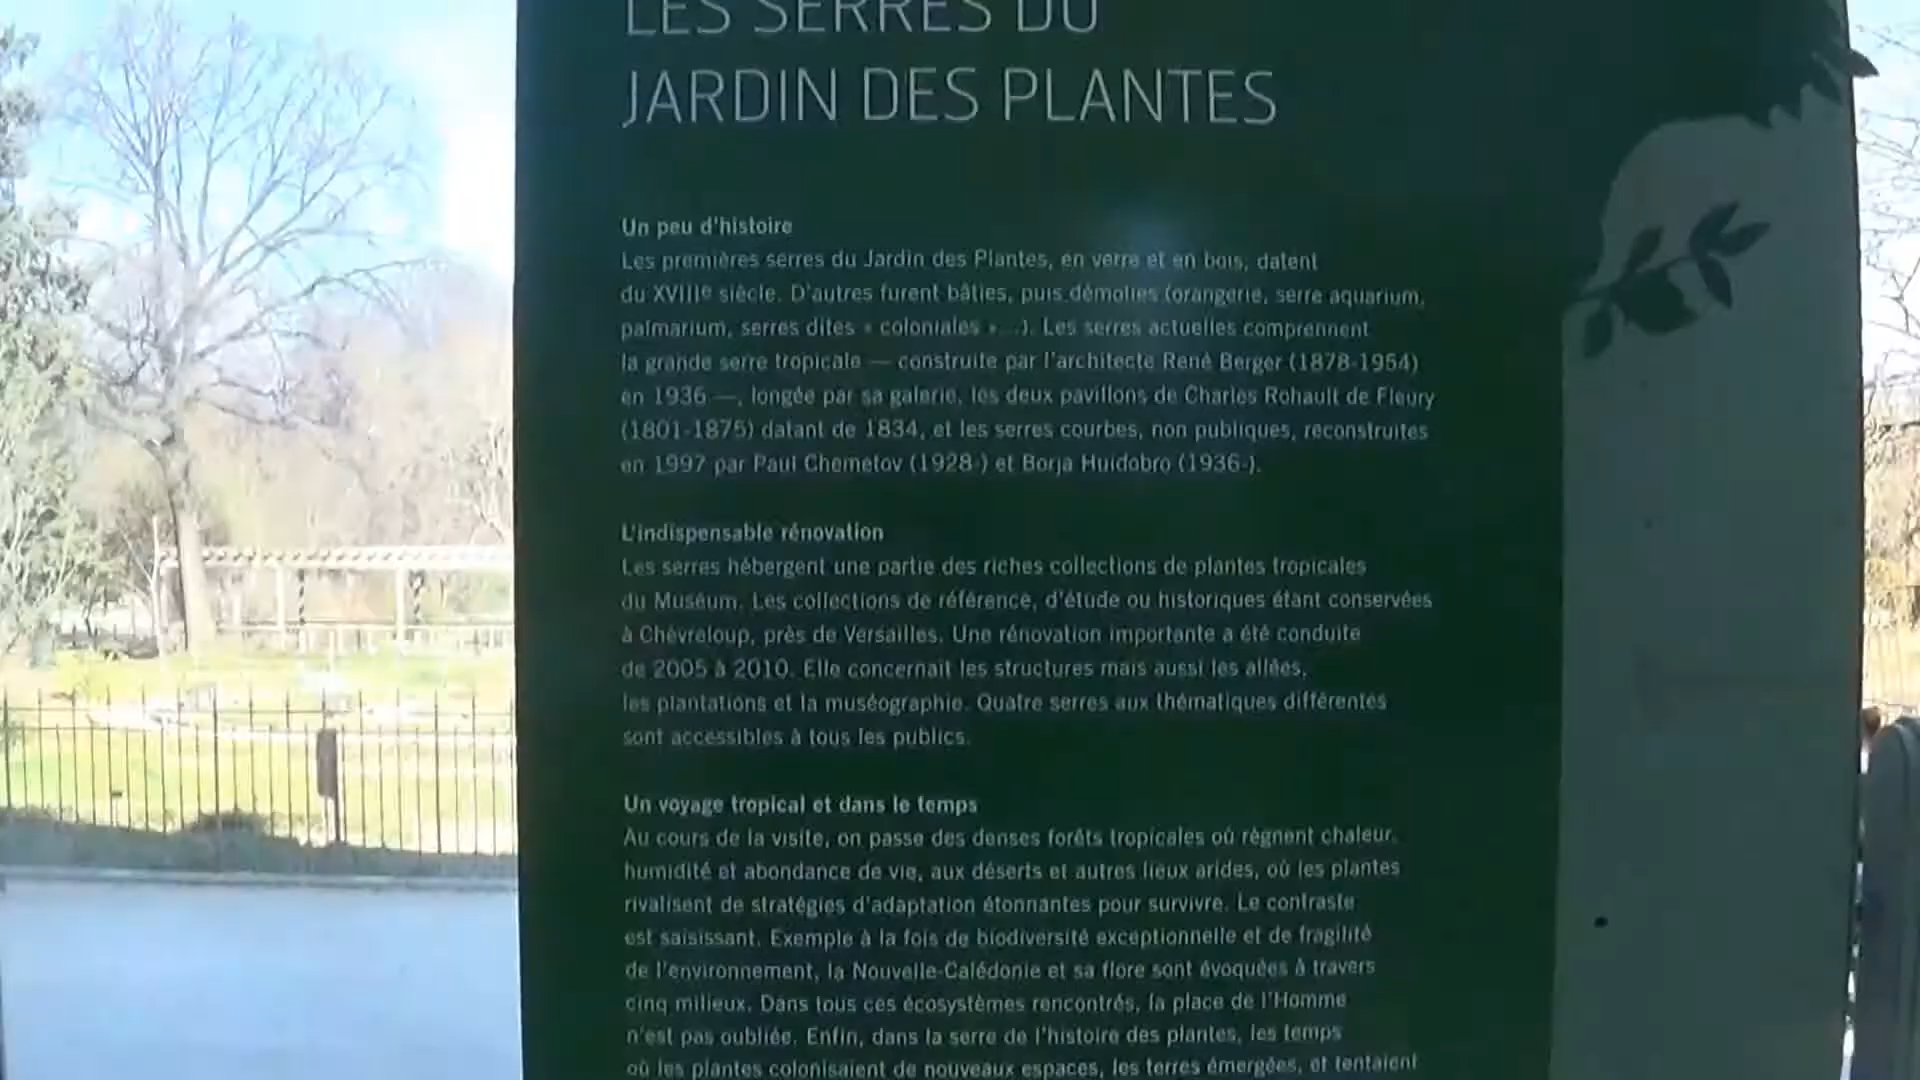 LES SERRES DU
JARDIN DES PLANTES
Un peu d'histoire
Les premières serres du Jardin des Plantes, en verre et en bois, datent
du XVIIIe siècle. D'autres furent bâties, puis démolies (orangerie, serre aquarium,
palmarium, serres dites « coloniales »...). Les serres actuelles comprennent
la grande serre tropicale — construite par l'architecte René Berger (1878-1954)
en 1936 —, longée par sa galerie, les deux pavillons de Charles Rohault de Fleury
(1801-1875) datant de 1834, et les serres courbes, non publiques, reconstruites
en 1997 par Paul Chemetov (1928-) et Borja Huidobro (1936-).
L'indispensable rénovation
Les serres hébergent une partie des riches collections de plantes tropicales
du Muséum. Les collections de référence, d'étude ou historiques étant conservées
à Chèvreloup, près de Versailles. Une rénovation importante a été conduite
de 2005 à 2010. Elle concernait les structures mais aussi les allées,
les plantations et la muséographie. Quatre serres aux thématiques différentes
sont accessibles à tous les publics.
Un voyage tropical et dans le temps
Au cours de la visite, on passe des denses forêts tropicales où règnent chaleur,
humidité et abondance de vie, aux déserts et autres lieux arides, où les plantes
rivalisent de stratégies d'adaptation étonnantes pour survivre. Le contraste
est saisissant. Exemple à la fois de biodiversité exceptionnelle et de fragilité
de l'environnement, la Nouvelle-Calédonie et sa flore sont évoquées à travers
cinq milieux. Dans tous ces écosystèmes rencontrés, la place de l'Homme
n'est pas oubliée. Enfin, dans la serre de l'histoire des plantes, les temps
où les plantes colonisaient de nouveaux espaces, les terres émergées, et tentaient